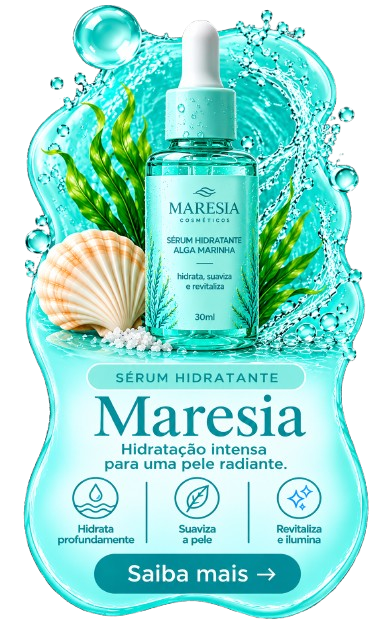 MARESIA
COSMÉTICOS
SÉRUM HIDRATANTE
ALGA MARINHA
hidrata, suaviza
e revitaliza
30ml
SÉRUM HIDRATANTE
Maresia
Hidratação intensa
para uma pele radiante.
Hidrata
profundamente
Suaviza
a pele
Revitaliza
e ilumina
Saiba mais →